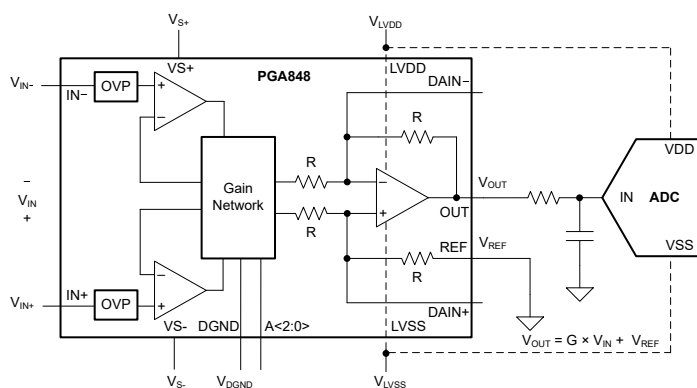 VS+
VLVDD
VS+
PGA848
LVDD
VIN-
IN−
OVP
DAIN−
VDD
R
R
−
VIN
+
Gain
Network
VOUT
OUT
IN
ADC
R
REF
VREF
R
VSS
VIN+
IN+
OVP
DAIN+
VS-
DGND
A<2:0>
LVSS
VOUT = G × VIN + VREF
VS-
VDGND
VLVSS
+
−
−
+
−
+